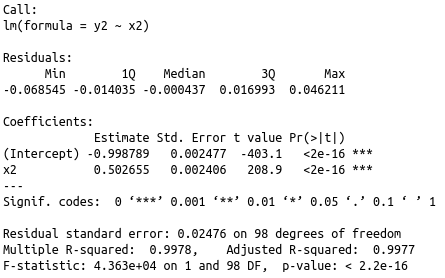 Call:
lm(formula = y2 ~ x2)
Residuals:
      Min        1Q    Median        3Q       Max
-0.068545 -0.014035 -0.000437  0.016993  0.046211
Coefficients:
             Estimate Std. Error t value Pr(>|t|)
(Intercept) -0.998789   0.002477  -403.1   <2e-16 ***
x2           0.502655   0.002406   208.9   <2e-16 ***
---
Signif. codes:  0 ‘***’ 0.001 ‘**’ 0.01 ‘*’ 0.05 ‘.’ 0.1 ‘ ’ 1
Residual standard error: 0.02476 on 98 degrees of freedom
Multiple R-squared:  0.9978,    Adjusted R-squared:  0.9977
F-statistic: 4.363e+04 on 1 and 98 DF,  p-value: < 2.2e-16